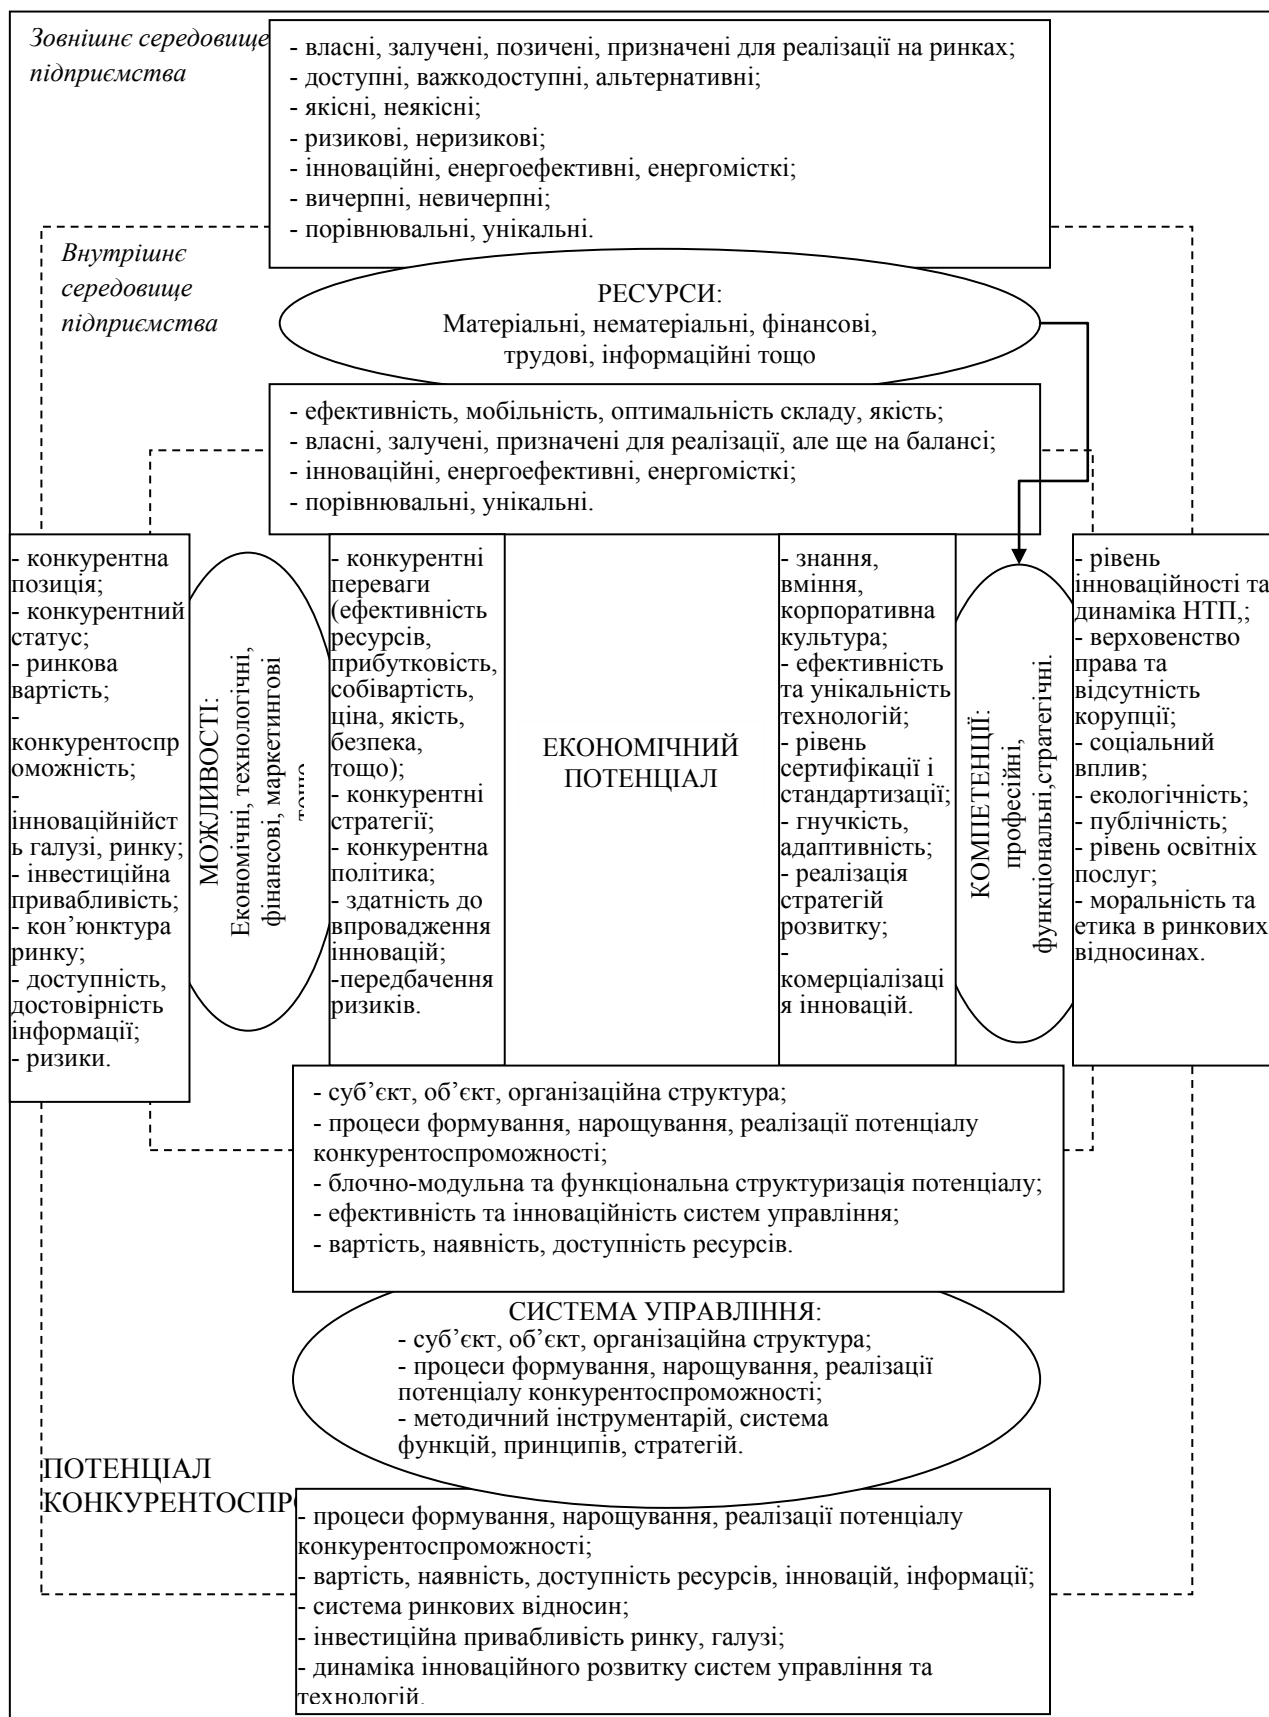 Зовнішнє середовище
підприємства
- власні, залучені, позичені, призначені для реалізації на ринках;
- доступні, важкодоступні, альтернативні;
- якісні, неякісні;
- ризикові, неризикові;
- інноваційні, енергоефективні, енергомісткі;
- вичерпні, невичерпні;
- порівнювальні, унікальні.
Внутрішнє
середовище
підприємства
РЕСУРСИ:
Матеріальні, нематеріальні, фінансові,
трудові, інформаційні тощо
- ефективність, мобільність, оптимальність складу, якість;
- власні, залучені, призначені для реалізації, але ще на балансі;
- інноваційні, енергоефективні, енергомісткі;
- порівнювальні, унікальні.
- конкурентна
позиція;
- конкурентний
статус;
- ринкова
вартість;
-
конкурентоспр
оможність;
-
інноваційнійст
ь галузі, ринку;
- інвестиційна
привабливість;
- кон’юнктура
ринку;
- доступність,
достовірність
інформації;
- ризики.
МОЖЛИВОСТІ:
Економічні, технологічні,
фінансові, маркетингові
тощо
- конкурентні
переваги
(ефективність
ресурсів,
прибутковість,
собівартість,
ціна, якість,
безпека,
тощо);
- конкурентні
стратегії;
- конкурентна
політика;
- здатність до
впровадження
інновацій;
-передбачення
ризиків.
ЕКОНОМІЧНИЙ
ПОТЕНЦІАЛ
- знання,
вміння,
корпоративна
культура;
- ефективність
та унікальність
технологій;
- рівень
сертифікації і
стандартизації;
- гнучкість,
адаптивність;
- реалізація
стратегій
розвитку;
-
комерціалізаці
я інновацій.
КОМПЕТЕНЦІЇ:
професійні,
функціональні,стратегічні.
- рівень
інноваційності та
динаміка НТП,;
- верховенство
права та
відсутність
корупції;
- соціальний
вплив;
- екологічність;
- публічність;
- рівень освітніх
послуг;
- моральність та
етика в ринкових
відносинах.
- суб’єкт, об’єкт, організаційна структура;
- процеси формування, нарощування, реалізації потенціалу
конкурентоспроможності;
- блочно-модульна та функціональна структуризація потенціалу;
- ефективність та інноваційність систем управління;
- вартість, наявність, доступність ресурсів.
СИСТЕМА УПРАВЛІННЯ:
- суб’єкт, об’єкт, організаційна структура;
- процеси формування, нарощування, реалізації
потенціалу конкурентоспроможності;
- методичний інструментарій, система
функцій, принципів, стратегій.
ПОТЕНЦІАЛ
КОНКУРЕНТОСПРО
- процеси формування, нарощування, реалізації потенціалу
конкурентоспроможності;
- вартість, наявність, доступність ресурсів, інновацій, інформації;
- система ринкових відносин;
- інвестиційна привабливість ринку, галузі;
- динаміка інноваційного розвитку систем управління та
технологій.